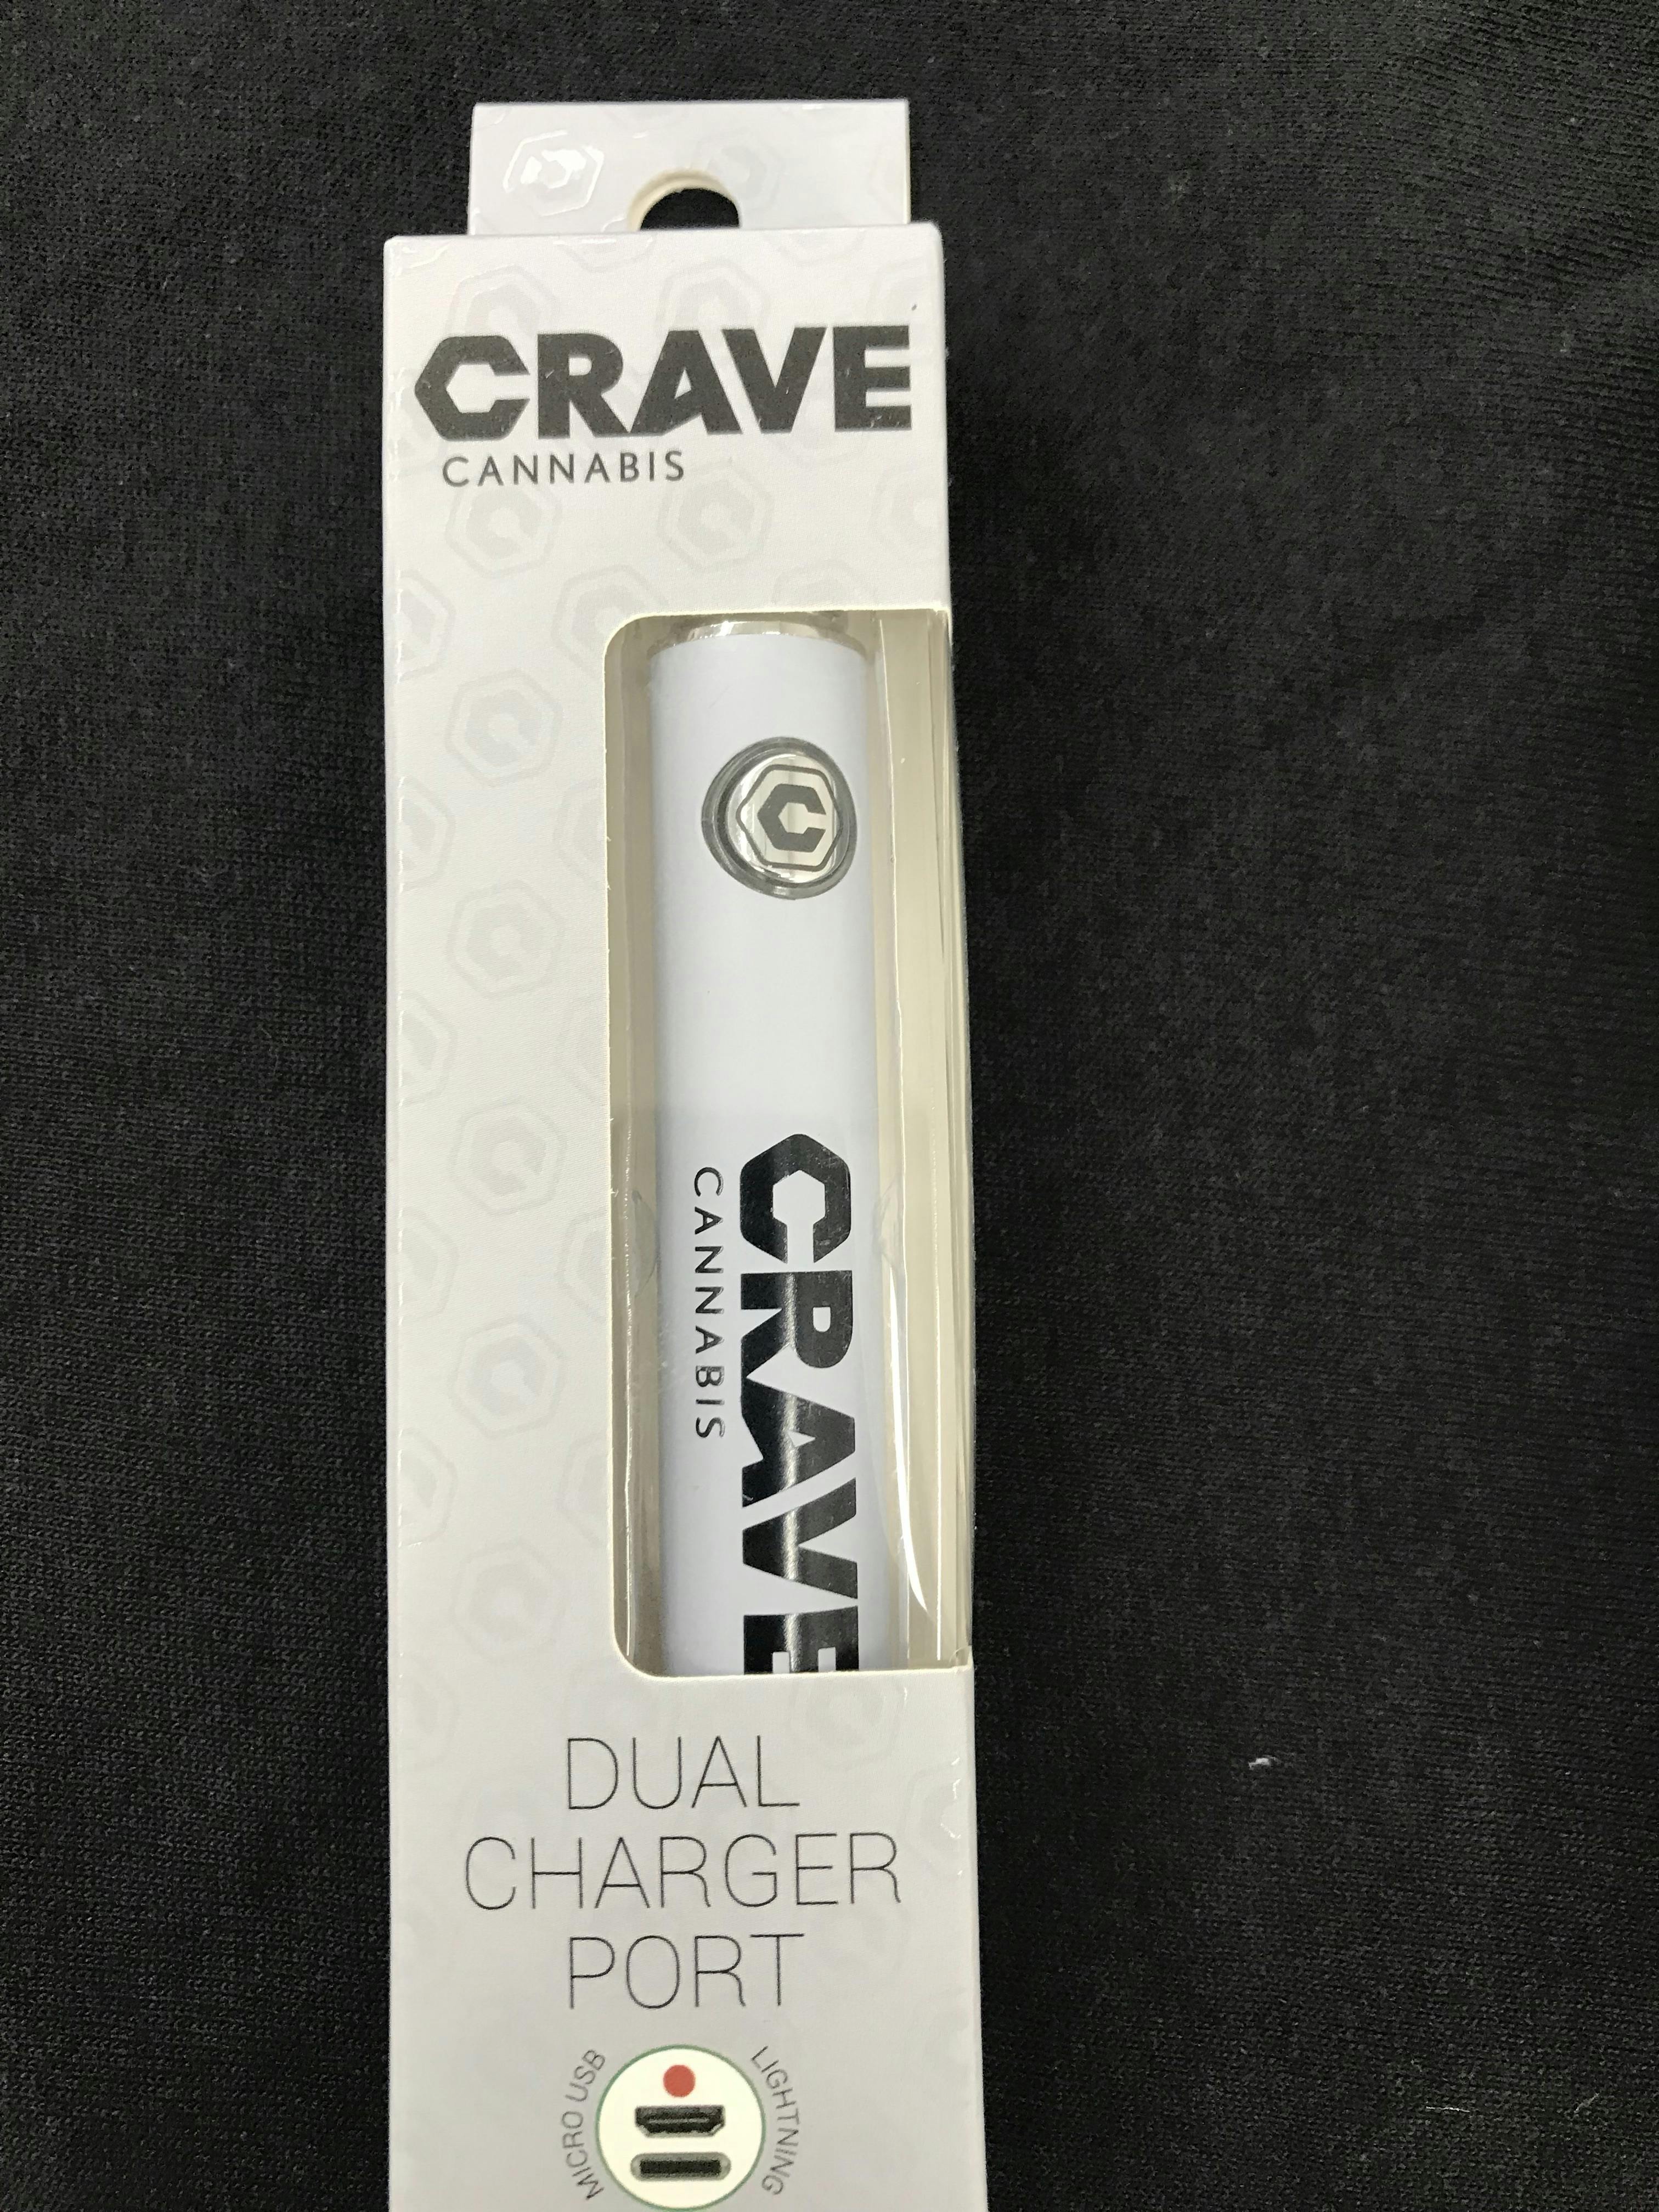 CRAVE
CANNABIS
C
CRAVE
CANNABIS
DUAL
CHARGER
PORT
MICRO USB
LIGHTNING